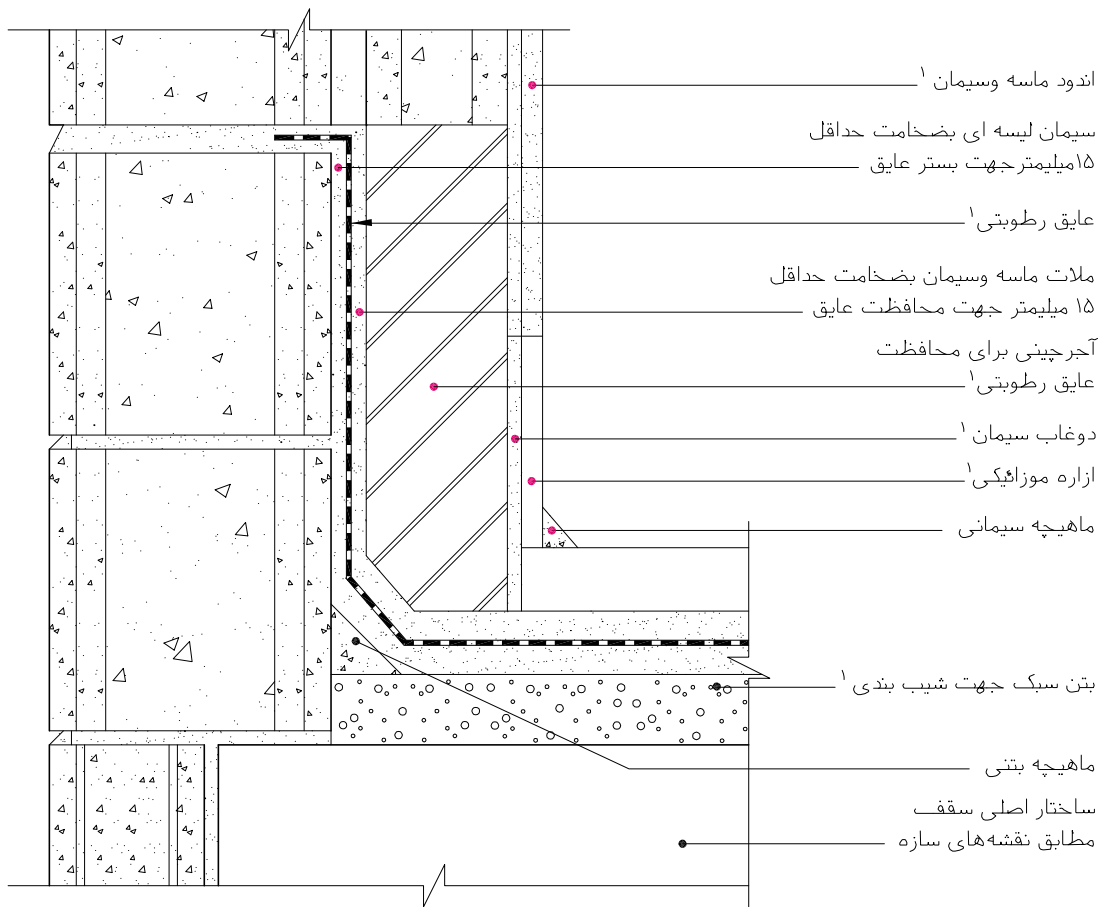 اندود ماسه وسیمان ۱
سیمان لیسه ای بضخامت حداقل
۱۵میلیمترجهت بستر عایق
عایق رطوبتی۱
ملات ماسه وسیمان بضخامت حداقل
۱۵ میلیمتر جهت محافظت عایق
آجرچینی برای محافظت
عایق رطوبتی۱
دوغاب سیمان ۱
ازاره موزائیکی۱
ماهیچه سیمانی
بتن سبک جهت شیب بندی ۱
ماهیچه بتنی
ساختار اصلی سقف
مطابق نقشه‌های سازه